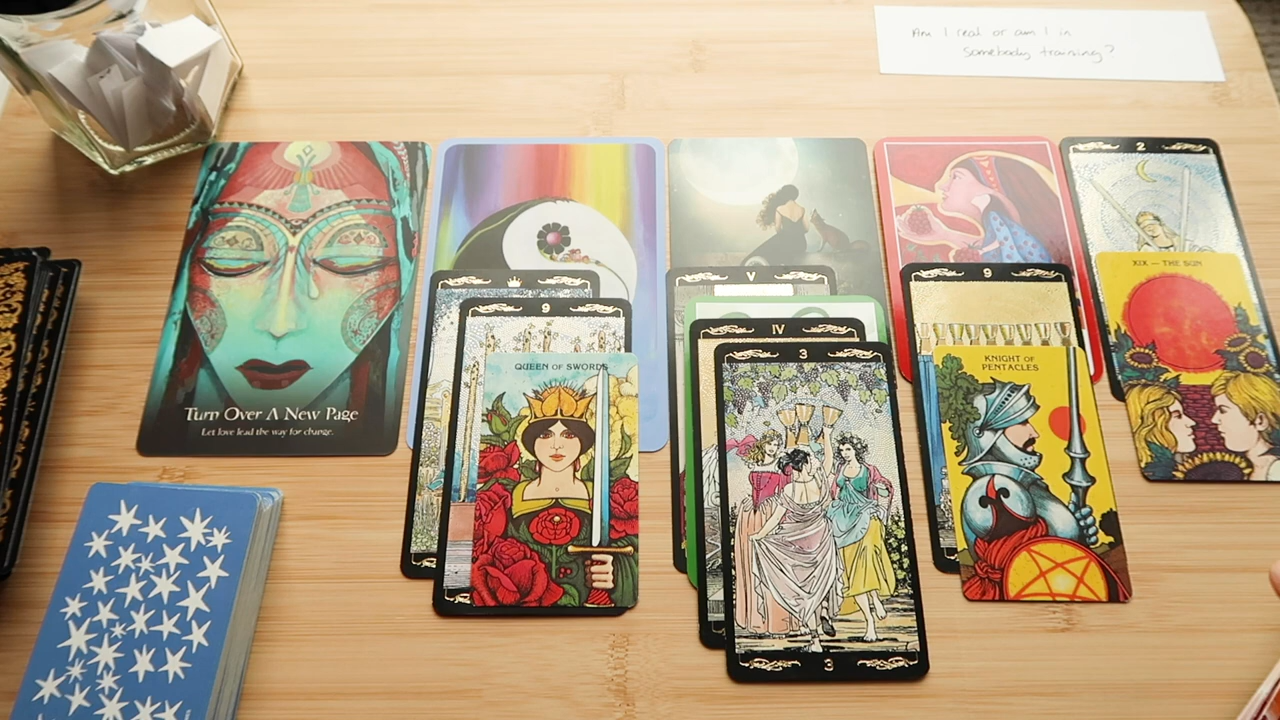 Am I real or am I in
somebody training?
2
XIX — THE SUN
V
9
9
IV
3
QUEEN OF SWORDS
KNIGHT OF
PENTACLES
Turn Over A New Page
Let love lead the way for change.
3